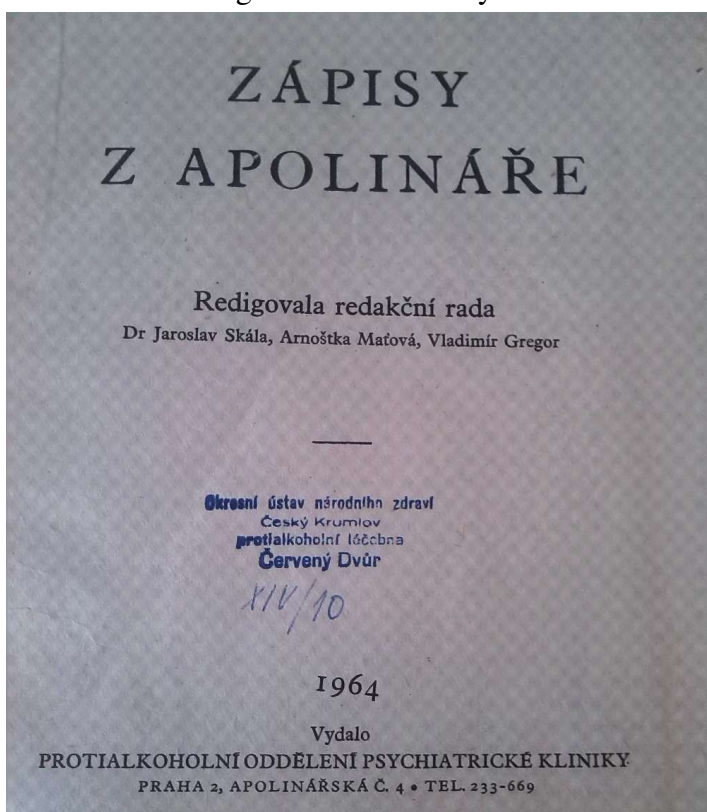 ZÁPISY
Z APOLINÁŘE
Redigovala redakční rada
Dr Jaroslav Skála, Arnoštka Maťová, Vladimír Gregor
Okresní ústav národního zdraví
Český Krumlov
protialkoholní léčebna
Červený Dvůr
XIV/10
1964
Vydalo
PROTIALKOHOLNÍ ODDĚLENÍ PSYCHIATRICKÉ KLINIKY
PRAHA 2, APOLINÁŘSKÁ Č. 4 • TEL. 233-669